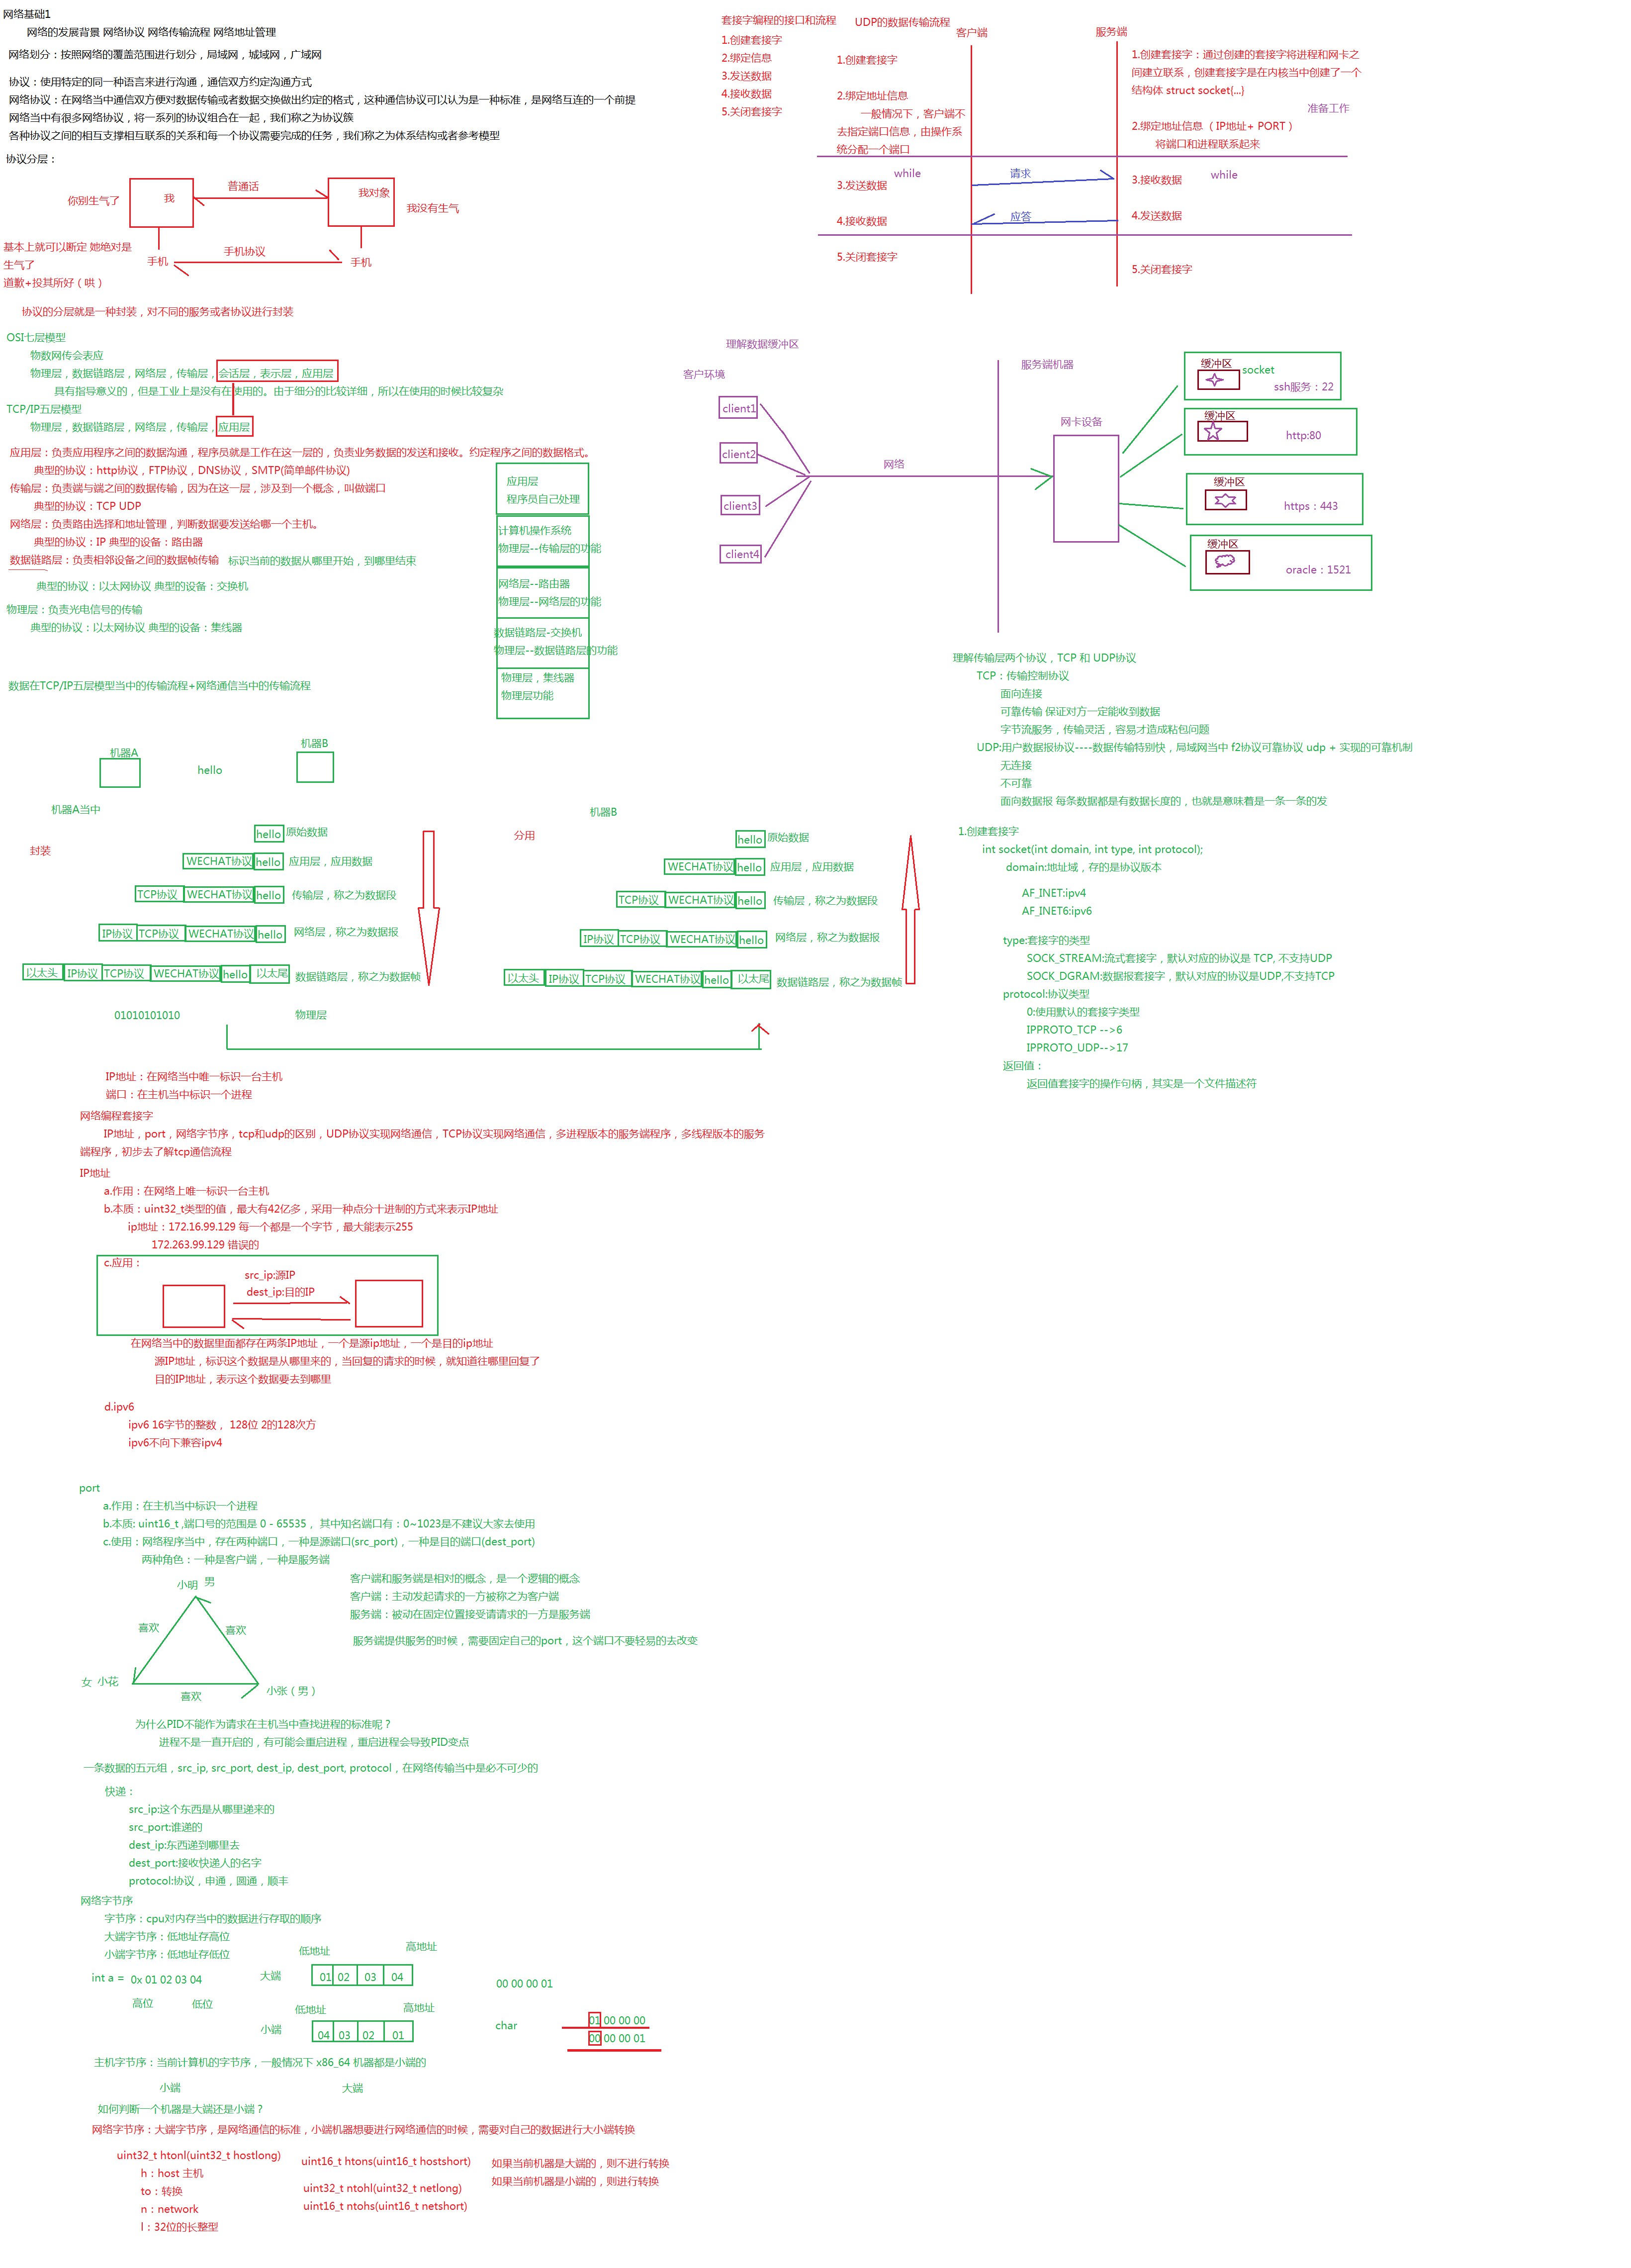 网络基础1
网络的发展背景 网络协议 网络传输流程 网络地址管理
网络划分：按照网络的覆盖范围进行划分，局域网，城域网，广域网
协议：使用特定的同一种语言来进行沟通，通信双方约定沟通方式
网络协议：在网络当中通信双方便对数据传输或者数据交换做出约定的格式，这种通信协议可以认为是一种标准，是网络互连的一个前提
网络当中有很多网络协议，将一系列的协议组合在一起，我们称之为协议簇
各种协议之间的相互支撑相互联系的关系和每一个协议需要完成的任务，我们称之为体系结构或者参考模型
协议分层：
你别生气了
我
普通话
我对象
我没有生气
基本上就可以断定 她绝对是
生气了
道歉+投其所好（哄）
手机
手机协议
手机
协议的分层就是一种封装，对不同的服务或者协议进行封装
OSI七层模型
物数网传会表应
物理层，数据链路层，网络层，传输层，会话层，表示层，应用层
具有指导意义的，但是工业上是没有在使用的。由于细分的比较详细，所以在使用的时候比较复杂
TCP/IP五层模型
物理层，数据链路层，网络层，传输层，应用层
应用层：负责应用程序之间的数据沟通，程序员就是工作在这一层的，负责业务数据的发送和接收。约定程序之间的数据格式。
典型的协议：http协议，FTP协议，DNS协议，SMTP(简单邮件协议)
传输层：负责端与端之间的数据传输，因为在这一层，涉及到一个概念，叫做端口
典型的协议：TCP UDP
网络层：负责路由选择和地址管理，判断数据要发送给哪一个主机。
典型的协议：IP 典型的设备：路由器
数据链路层：负责相邻设备之间的数据帧传输 标识当前的数据从哪里开始，到哪里结束
典型的协议：以太网协议 典型的设备：交换机
物理层：负责光电信号的传输
典型的协议：以太网协议 典型的设备：集线器
应用层
程序员自己处理
计算机操作系统
物理层--传输层的功能
网络层--路由器
物理层--网络层的功能
数据链路层-交换机
物理层--数据链路层的功能
物理层，集线器
物理层功能
数据在TCP/IP五层模型当中的传输流程+网络通信当中的传输流程
机器A
hello
机器B
机器A当中
封装
hello 原始数据
WECHAT协议 hello 应用层，应用数据
TCP协议 WECHAT协议 hello 传输层，称之为数据段
IP协议 TCP协议 WECHAT协议 hello 网络层，称之为数据报
以太头 IP协议 TCP协议 WECHAT协议 hello 以太尾 数据链路层，称之为数据帧
01010101010 物理层
机器B
分用
hello 原始数据
WECHAT协议 hello 应用层，应用数据
TCP协议 WECHAT协议 hello 传输层，称之为数据段
IP协议 TCP协议 WECHAT协议 hello 网络层，称之为数据报
以太头 IP协议 TCP协议 WECHAT协议 hello 以太尾 数据链路层，称之为数据帧
IP地址：在网络当中唯一标识一台主机
端口：在主机当中标识一个进程
网络编程套接字
IP地址，port，网络字节序，tcp和udp的区别，UDP协议实现网络通信，TCP协议实现网络通信，多进程版本的服务端程序，多线程版本的服务
端程序，初步去了解tcp通信流程
IP地址
a.作用：在网络上唯一标识一台主机
b.本质：uint32_t类型的值，最大有42亿多，采用一种点分十进制的方式来表示IP地址
ip地址：172.16.99.129 每一个都是一个字节，最大能表示255
172.263.99.129 错误的
c.应用：
src_ip:源IP
dest_ip:目的IP
在网络当中的数据里面都存在两条IP地址，一个是源ip地址，一个是目的ip地址
源IP地址，标识这个数据是从哪里来的，当回复的请求的时候，就知道往哪里回复了
目的IP地址，表示这个数据要去到哪里
d.ipv6
ipv6 16字节的整数， 128位 2的128次方
ipv6不向下兼容ipv4
port
a.作用：在主机当中标识一个进程
b.本质: uint16_t ,端口号的范围是 0 - 65535 ， 其中知名端口有：0~1023是不建议大家去使用
c.使用：网络程序当中，存在两种端口，一种是源端口(src_port)，一种是目的端口(dest_port)
两种角色：一种是客户端，一种是服务端
小明 男
喜欢
喜欢
女 小花
喜欢
小张（男）
客户端和服务端是相对的概念，是一个逻辑的概念
客户端：主动发起请求的一方被称之为客户端
服务端：被动在固定位置接受请请求的一方是服务端
服务端提供服务的时候，需要固定自己的port，这个端口不要轻易的去改变
为什么PID不能作为请求在主机当中查找进程的标准呢？
进程不是一直开启的，有可能会重启进程，重启进程会导致PID变点
一条数据的五元组，src_ip, src_port, dest_ip, dest_port, protocol，在网络传输当中是必不可少的
快递：
src_ip:这个东西是从哪里递来的
src_port:谁递的
dest_ip:东西递到哪里去
dest_port:接收快递人的名字
protocol:协议，申通，圆通，顺丰
网络字节序
字节序：cpu对内存当中的数据进行存取的顺序
大端字节序：低地址存高位
小端字节序：低地址存低位
int a = 0x 01 02 03 04
高位 低位
低地址 高地址
大端 01 02 03 04
低地址 高地址
小端 04 03 02 01
00 00 00 01
char
01 00 00 00
00 00 00 01
主机字节序：当前计算机的字节序，一般情况下 x86_64 机器都是小端的
小端 大端
如何判断一个机器是大端还是小端？
网络字节序：大端字节序，是网络通信的标准，小端机器想要进行网络通信的时候，需要对自己的数据进行大小端转换
uint32_t htonl(uint32_t hostlong)
h：host 主机
to：转换
n：network
l：32位的长整型
uint16_t htons(uint16_t hostshort)
uint32_t ntohl(uint32_t netlong)
uint16_t ntohs(uint16_t netshort)
如果当前机器是大端的，则不进行转换
如果当前机器是小端的，则进行转换
套接字编程的接口和流程
1.创建套接字
2.绑定信息
3.发送数据
4.接收数据
5.关闭套接字
UDP的数据传输流程
客户端
服务端
1.创建套接字
2.绑定地址信息
一般情况下，客户端不
去指定端口信息，由操作系
统分配一个端口
while
3.发送数据
4.接收数据
5.关闭套接字
请求
应答
1.创建套接字：通过创建的套接字将进程和网卡之
间建立联系，创建套接字是在内核当中创建了一个
结构体 struct socket{...}
准备工作
2.绑定地址信息（IP地址+ PORT）
将端口和进程联系起来
3.接收数据 while
4.发送数据
5.关闭套接字
理解数据缓冲区
客户环境
client1
client2
client3
client4
网络
服务端机器
网卡设备
缓冲区
socket
ssh服务：22
缓冲区
http:80
缓冲区
https：443
缓冲区
oracle：1521
理解传输层两个协议，TCP 和 UDP协议
TCP：传输控制协议
面向连接
可靠传输 保证对方一定能收到数据
字节流服务，传输灵活，容易才造成粘包问题
UDP:用户数据报协议----数据传输特别快，局域网当中 f2协议可靠协议 udp + 实现的可靠机制
无连接
不可靠
面向数据报 每条数据都是有数据长度的，也就是意味着是一条一条的发
1.创建套接字
int socket(int domain, int type, int protocol);
domain:地址域，存的是协议版本
AF_INET:ipv4
AF_INET6:ipv6
type:套接字的类型
SOCK_STREAM:流式套接字，默认对应的协议是 TCP, 不支持UDP
SOCK_DGRAM:数据报套接字，默认对应的协议是UDP,不支持TCP
protocol:协议类型
0:使用默认的套接字类型
IPPROTO_TCP -->6
IPPROTO_UDP-->17
返回值：
返回值套接字的操作句柄，其实是一个文件描述符